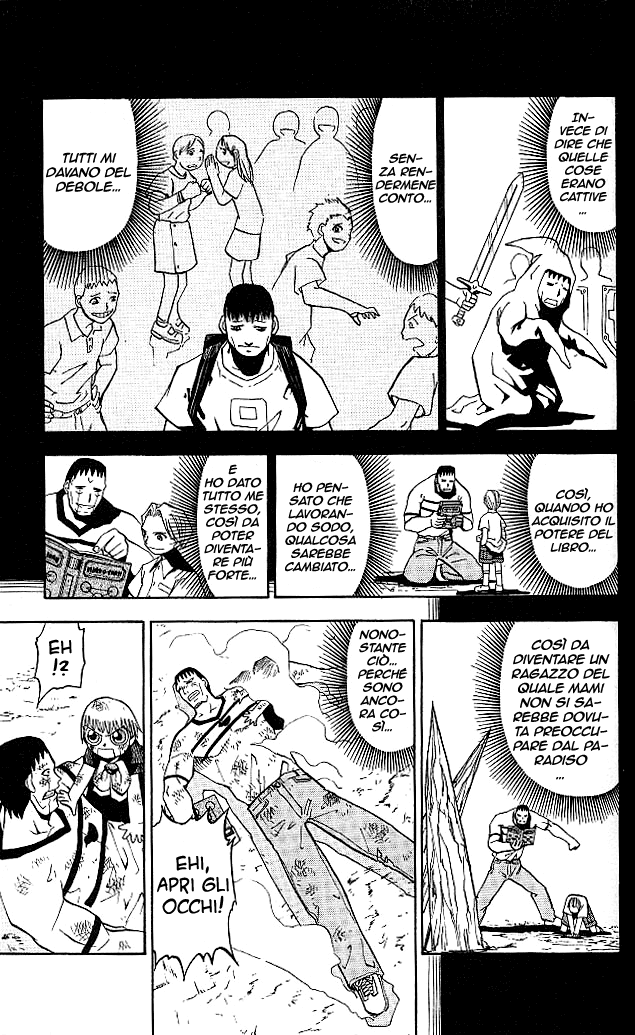 IN-
VECE DI
DIRE CHE
QUELLE
COSE
ERANO
CATTIVE
...
SEN-
ZA REN-
DERMENE
CONTO...
TUTTI MI
DAVANO DEL
DEBOLE...
COSÌ,
QUANDO HO
ACQUISITO IL
POTERE DEL
LIBRO...
HO PEN-
SATO CHE
LAVORAN-
DO SODO,
QUALCOSA
SAREBBE
CAMBIATO...
E
HO DATO
TUTTO ME
STESSO,
COSÌ DA
POTER
DIVENTA-
RE PIÙ
FORTE...
COSÌ DA
DIVENTARE UN
RAGAZZO DEL
QUALE MAMI
NON SI SA-
REBBE DOVU-
TA PREOCCU-
PARE DAL PA-
RADISO
...
NONO-
STANTE
CIÒ...
PERCHÉ
SONO
ANCO-
RA CO-
SÌ...
EHI,
APRI GLI
OCCHI!
EH
!?